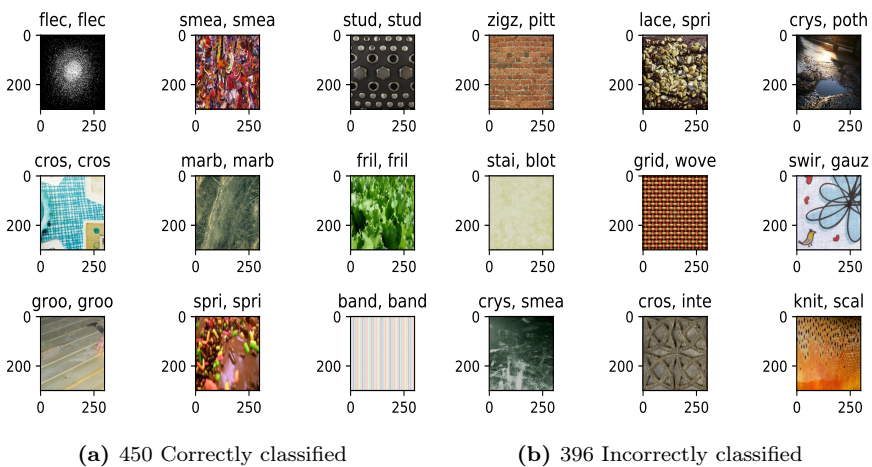 flec, flec smea, smea stud, stud zigz, pitt lace, spri crys, poth
0 0 0 0 0 0
200 200 200 200 200 200
0 250 0 250 0 250 0 250 0 250 0 250
cros, cros marb, marb fril, fril stai, blot grid, wove swir, gauz
0 0 0 0 0 0
200 200 200 200 200 200
0 250 0 250 0 250 0 250 0 250 0 250
groo, groo spri, spri band, band crys, smea cros, inte knit, scal
0 0 0 0 0 0
200 200 200 200 200 200
0 250 0 250 0 250 0 250 0 250 0 250
(a) 450 Correctly classified (b) 396 Incorrectly classified